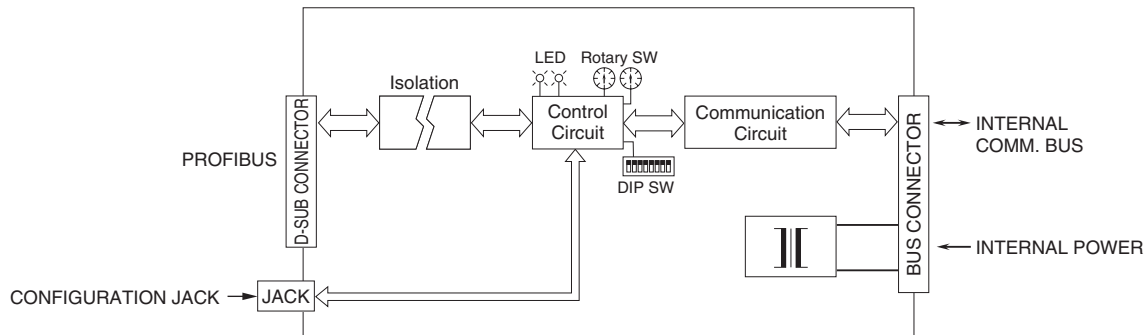 LED
Rotary SW
Isolation
Control
Circuit
Communication
Circuit
DIP SW
PROFIBUS
D-SUB CONNECTOR
BUS CONNECTOR
INTERNAL
COMM. BUS
INTERNAL POWER
CONFIGURATION JACK
JACK